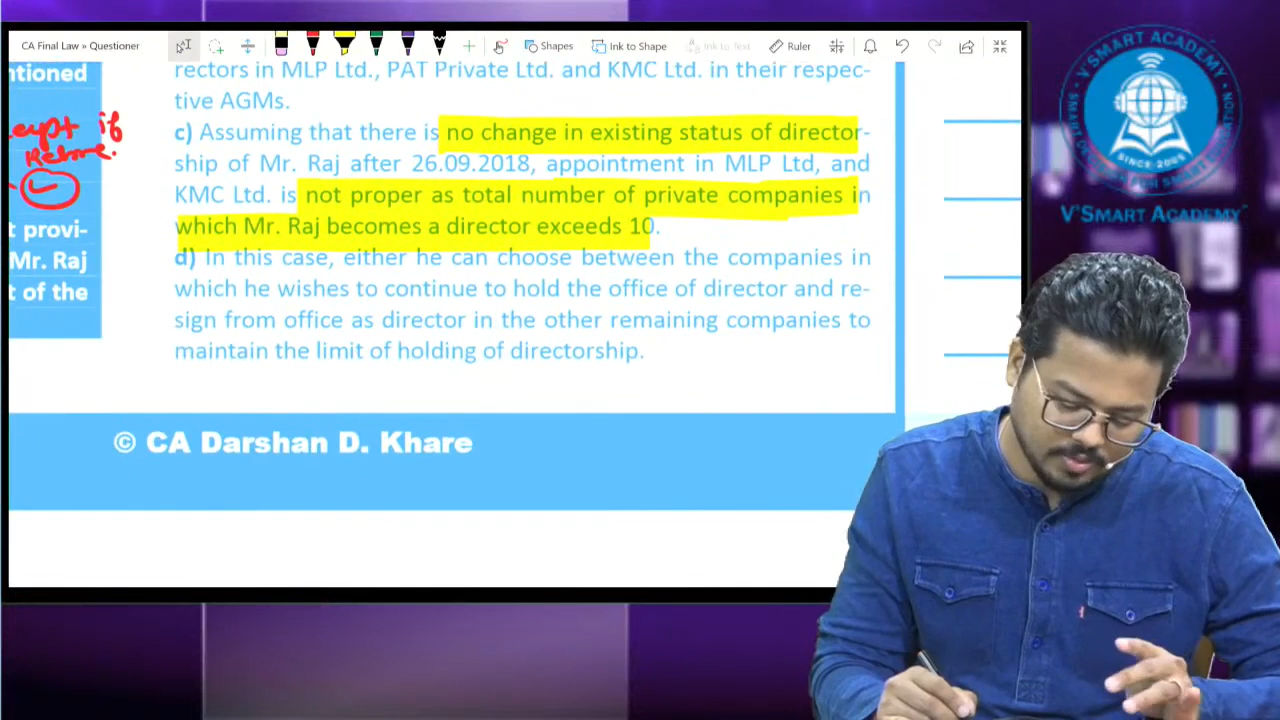 CA Final Law » Questioner
Shapes
Ink to Shape
Ink to Text
Ruler
ntioned
rectors in MLP Ltd., PAT Private Ltd. and KMC Ltd. in their respec-
tive AGMs.
c) Assuming that there is no change in existing status of director-
ship of Mr. Raj after 26.09.2018, appointment in MLP Ltd, and
KMC Ltd. is not proper as total number of private companies in
which Mr. Raj becomes a director exceeds 10.
d) In this case, either he can choose between the companies in
which he wishes to continue to hold the office of director and re-
sign from office as director in the other remaining companies to
maintain the limit of holding of directorship.
if
t provi-
Mr. Raj
t of the
© CA Darshan D. Khare
V'SMART ACADEMY
SINCE 2006
V'SMART ACADEMY